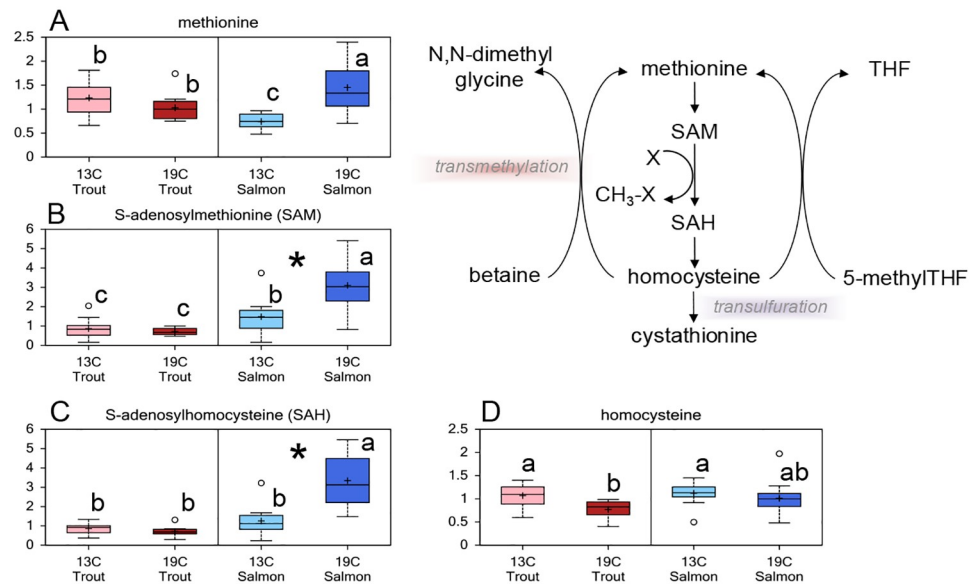 A
methionine
2.5
2
1.5
1
0.5
0
b
b
c
a
13C
Trout
19C
Trout
13C
Salmon
19C
Salmon
B
S-adenosylmethionine (SAM)
6
5
4
3
2
1
0
c
c
b
*
a
13C
Trout
19C
Trout
13C
Salmon
19C
Salmon
N,N-dimethyl
glycine
methionine
THF
SAM
X
CH₃-X
SAH
transmethylation
betaine
homocysteine
5-methylTHF
transulfuration
cystathionine
C
S-adenosylhomocysteine (SAH)
6
5
4
3
2
1
0
b
b
b
*
a
13C
Trout
19C
Trout
13C
Salmon
19C
Salmon
D
homocysteine
2.5
2
1.5
1
0.5
0
a
b
a
ab
13C
Trout
19C
Trout
13C
Salmon
19C
Salmon